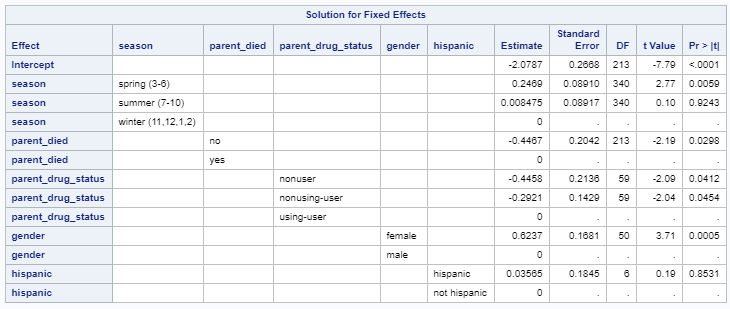 Solution for Fixed Effects
Effect season parent_died parent_drug_status gender hispanic Estimate Standard Error DF t Value Pr > |t|
Intercept -2.0787 0.2668 213 -7.79 <.0001
season spring (3-6) 0.2469 0.08910 340 2.77 0.0059
season summer (7-10) 0.008475 0.08917 340 0.10 0.9243
season winter (11,12,1,2) 0 . . . .
parent_died no -0.4467 0.2042 213 -2.19 0.0298
parent_died yes 0 . . . .
parent_drug_status nonuser -0.4458 0.2136 59 -2.09 0.0412
parent_drug_status nonusing-user -0.2921 0.1429 59 -2.04 0.0454
parent_drug_status using-user 0 . . . .
gender female 0.6237 0.1681 50 3.71 0.0005
gender male 0 . . . .
hispanic hispanic 0.03565 0.1845 6 0.19 0.8531
hispanic not hispanic 0 . . . .